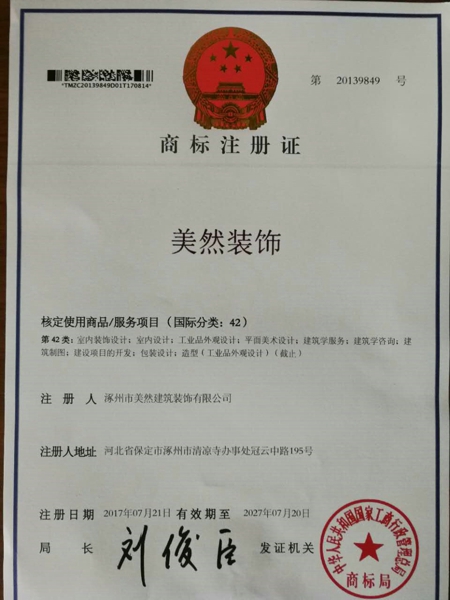 *TMZC20139849D01T170814*
第 20139849 号
商标注册证
美然装饰
核定使用商品/服务项目（国际分类：42）
第42类：室内装饰设计；室内设计；工业品外观设计；平面美术设计；建筑学服务；建筑学咨询；建
筑制图；建设项目的开发；包装设计；造型（工业品外观设计）（截止）
注册人 涿州市美然建筑装饰有限公司
注册人地址 河北省保定市涿州市清凉寺办事处冠云中路195号
注册日期 2017年07月21日 有效期至 2027年07月20日
局长 刘俊臣 发证机关
中华人民共和国国家工商行政管理总局
商标局